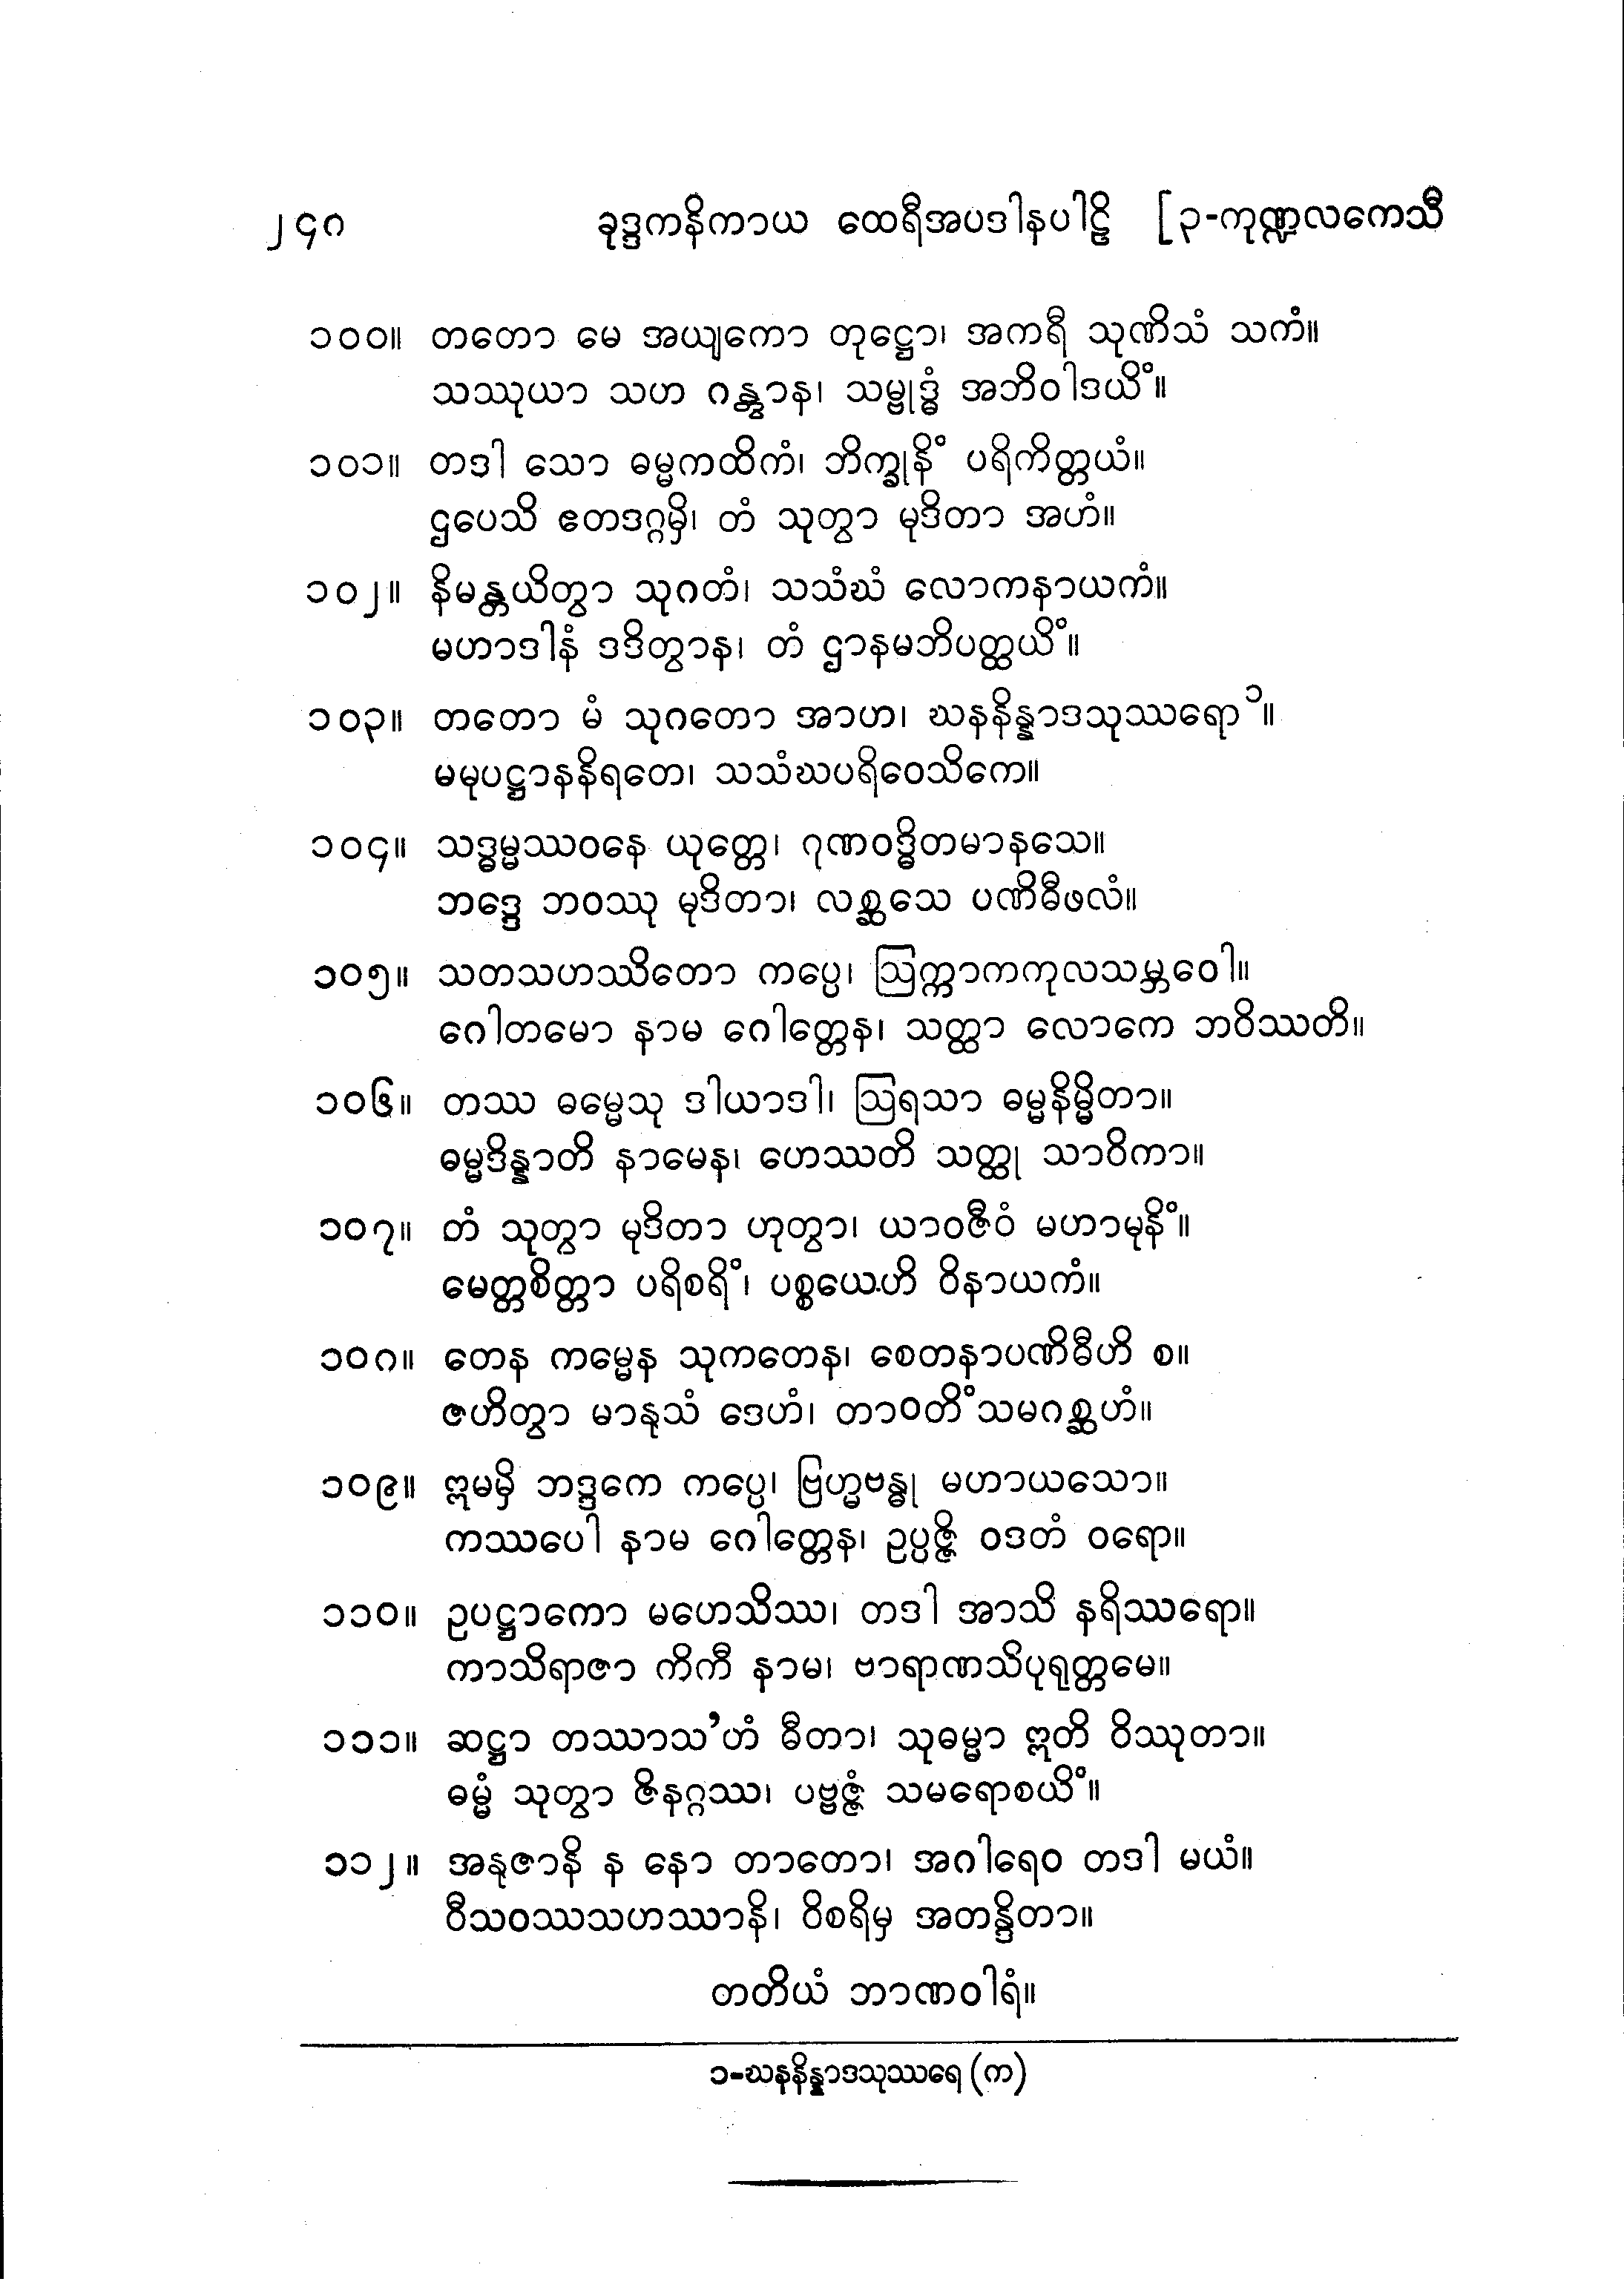 ၂၄၈ ခုဒ္ဒကနိကာယ ထေရီအပဒါနပါဠိ [၃-ကုဏ္ဍလကေသီ
၁၀၀။ တတော မေ အယျကော တုဋ္ဌော၊ အကရီ သုဏိသံ သကံ။
သဿုယာ သဟ ဂန္တွာန၊ သမ္ဗုဒ္ဓံ အဘိဝါဒယိံ။
၁၀၁။ တဒါ သော ဓမ္မကထိကံ၊ ဘိက္ခုနိံ ပရိကိတ္တယံ။
ဌပေသိ ဧတဒဂ္ဂမှိ၊ တံ သုတွာ မုဒိတာ အဟံ။
၁၀၂။ နိမန္တယိတွာ သုဂတံ၊ သသံဃံ လောကနာယကံ။
မဟာဒါနံ ဒဒိတွာန၊ တံ ဌာနမဘိပတ္ထယိံ။
၁၀၃။ တတော မံ သုဂတော အာဟ၊ ဃနနိန္နာဒသုဿရော၁။
မမုပဋ္ဌာနနိရတေ၊ သသံဃပရိဝေသိကေ။
၁၀၄။ သဒ္ဓမ္မဿဝနေ ယုတ္တေ၊ ဂုဏဝဒ္ဓိတမာနသေ။
ဘဒ္ဒေ ဘဝဿု မုဒိတာ၊ လစ္ဆသေ ပဏိဓီဖလံ။
၁၀၅။ သတသဟဿိတော ကပ္ပေ၊ ဩက္ကာကကုလသမ္ဘဝေါ။
ဂေါတမော နာမ ဂေါတ္တေန၊ သတ္ထာ လောကေ ဘဝိဿတိ။
၁၀၆။ တဿ ဓမ္မေသု ဒါယာဒါ၊ ဩရသာ ဓမ္မနိမ္မိတာ။
ဓမ္မဒိန္နာတိ နာမေန၊ ဟေဿတိ သတ္ထု သာဝိကာ။
၁၀၇။ တံ သုတွာ မုဒိတာ ဟုတွာ၊ ယာဝဇီဝံ မဟာမုနိံ။
မေတ္တစိတ္တာ ပရိစရိံ၊ ပစ္စယေဟိ ဝိနာယကံ။
၁၀၈။ တေန ကမ္မေန သုကတေန၊ စေတနာပဏိဓီဟိ စ။
ဇဟိတွာ မာနုသံ ဒေဟံ၊ တာဝတိံသမဂစ္ဆဟံ။
၁၀၉။ ဣမမှိ ဘဒ္ဒကေ ကပ္ပေ၊ ဗြဟ္မဗန္ဓု မဟာယသော။
ကဿပေါ နာမ ဂေါတ္တေန၊ ဥပ္ပဇ္ဇိ ဝဒတံ ဝရော။
၁၁၀။ ဥပဋ္ဌာကော မဟေသိဿ၊ တဒါ အာသိ နရိဿရော။
ကာသိရာဇာ ကိကီ နာမ၊ ဗာရာဏသိပုရုတ္တမေ။
၁၁၁။ ဆဋ္ဌာ တဿာသ’ဟံ ဓီတာ၊ သုဓမ္မာ ဣတိ ဝိဿုတာ။
ဓမ္မံ သုတွာ ဇိနဂ္ဂဿ၊ ပဗ္ဗဇ္ဇံ သမရောစယိံ။
၁၁၂။ အနုဇာနိ န နော တာတော၊ အဂါရေဝ တဒါ မယံ။
ဝီသဝဿသဟဿာနိ၊ ဝိစရိမှ အတန္ဒိတာ။
တတိယံ ဘာဏဝါရံ။
၁-ဃနနိန္နာဒသုဿရေ (က)